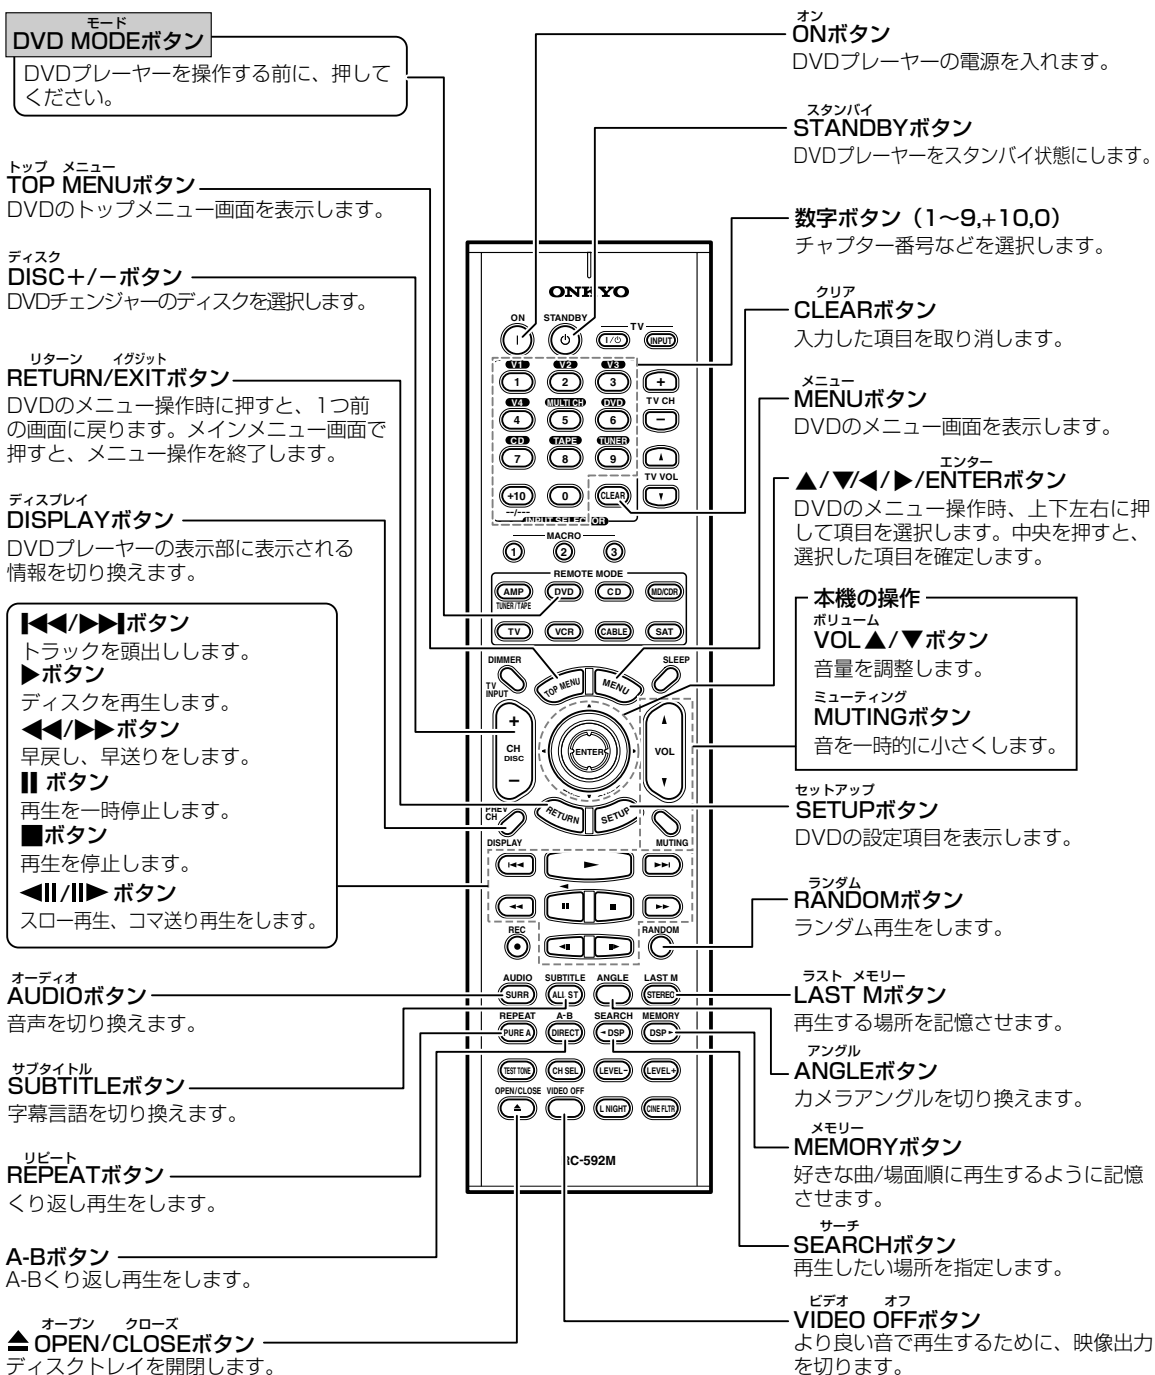 モード
DVD MODEボタン
DVDプレーヤーを操作する前に、押して
ください。
トップ メニュー
TOP MENUボタン
DVDのトップメニュー画面を表示します。
ディスク
DISC＋/－ボタン
DVDチェンジャーのディスクを選択します。
リターン イグジット
RETURN/EXITボタン
DVDのメニュー操作時に押すと、1つ前
の画面に戻ります。メインメニュー画面で
押すと、メニュー操作を終了します。
ディスプレイ
DISPLAYボタン
DVDプレーヤーの表示部に表示される
情報を切り換えます。
|◀◀/▶▶|ボタン
トラックを頭出しします。
▶ボタン
ディスクを再生します。
◀◀/▶▶ボタン
早戻し、早送りをします。
II ボタン
再生を一時停止します。
■ボタン
再生を停止します。
◀II/II▶ ボタン
スロー再生、コマ送り再生をします。
オーディオ
AUDIOボタン
音声を切り換えます。
サブタイトル
SUBTITLEボタン
字幕言語を切り換えます。
リピート
REPEATボタン
くり返し再生をします。
A-Bボタン
A-Bくり返し再生をします。
オープン クローズ
⏏ OPEN/CLOSEボタン
ディスクトレイを開閉します。
ONKYO
ON STANDBY TV
I I/⏻ INPUT
V1 V2 V3
1 2 3 +
V4 MULTI CH DVD TV CH
4 5 6 −
CD TAPE TUNER
7 8 9
TV VOL
+10 0 CLEAR
--/---
INPUT SELECTOR
MACRO
1 2 3
REMOTE MODE
AMP DVD CD MD/CDR
TUNER/TAPE
TV VCR CABLE SAT
DIMMER SLEEP
TV INPUT
TOP MENU MENU
+
CH DISC ENTER VOL
−
PREV CH
RETURN SETUP
DISPLAY MUTING
REC RANDOM
AUDIO SUBTITLE ANGLE LAST M
SURR ALL ST STEREO
REPEAT A-B SEARCH MEMORY
PURE A DIRECT ◄DSP DSP►
TEST TONE CH SEL LEVEL− LEVEL+
OPEN/CLOSE VIDEO OFF
L NIGHT CINE FLTR
RC-592M
オン
ONボタン
DVDプレーヤーの電源を入れます。
スタンバイ
STANDBYボタン
DVDプレーヤーをスタンバイ状態にします。
数字ボタン（1～9,+10,0）
チャプター番号などを選択します。
クリア
CLEARボタン
入力した項目を取り消します。
メニュー
MENUボタン
DVDのメニュー画面を表示します。
エンター
▲/▼/◀/▶/ENTERボタン
DVDのメニュー操作時、上下左右に押
して項目を選択します。中央を押すと、
選択した項目を確定します。
本機の操作
ボリューム
VOL▲/▼ボタン
音量を調整します。
ミューティング
MUTINGボタン
音を一時的に小さくします。
セットアップ
SETUPボタン
DVDの設定項目を表示します。
ランダム
RANDOMボタン
ランダム再生をします。
ラスト メモリー
LAST Mボタン
再生する場所を記憶させます。
アングル
ANGLEボタン
カメラアングルを切り換えます。
メモリー
MEMORYボタン
好きな曲/場面順に再生するように記憶
させます。
サーチ
SEARCHボタン
再生したい場所を指定します。
ビデオ オフ
VIDEO OFFボタン
より良い音で再生するために、映像出力
を切ります。